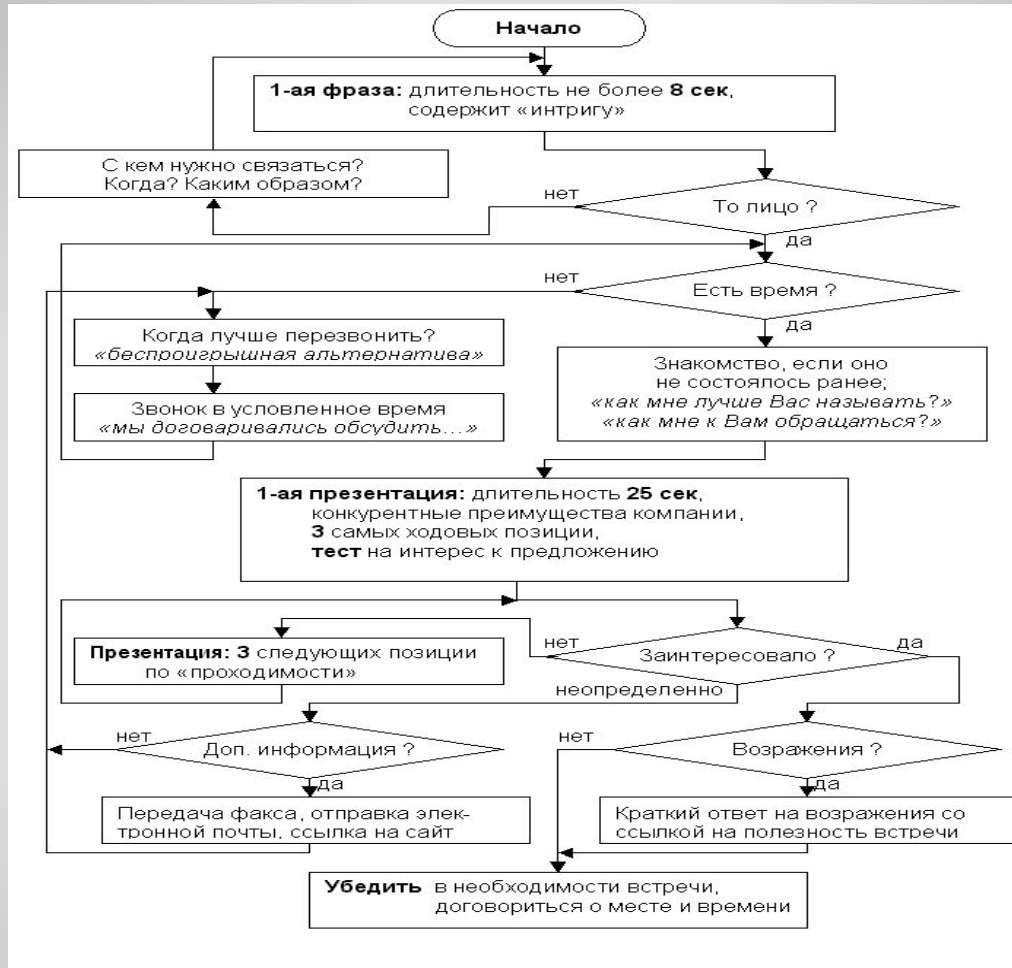 Начало
1-ая фраза: длительность не более 8 сек,
содержит «интригу»
С кем нужно связаться?
Когда? Каким образом?
нет
То лицо ?
да
нет
Есть время ?
да
Когда лучше перезвонить?
«беспроигрышная альтернатива»
Звонок в условленное время
«мы договаривались обсудить...»
Знакомство, если оно
не состоялось ранее;
«как мне лучше Вас называть?»
«как мне к Вам обращаться?»
1-ая презентация: длительность 25 сек,
конкурентные преимущества компании,
3 самых ходовых позиции,
тест на интерес к предложению
Презентация: 3 следующих позиции
по «проходимости»
нет
Заинтересовало ?
да
неопределенно
нет
Доп. информация ?
да
нет
Возражения ?
да
Передача факса, отправка элек-
тронной почты, ссылка на сайт
Краткий ответ на возражения со
ссылкой на полезность встречи
Убедить в необходимости встречи,
договориться о месте и времени